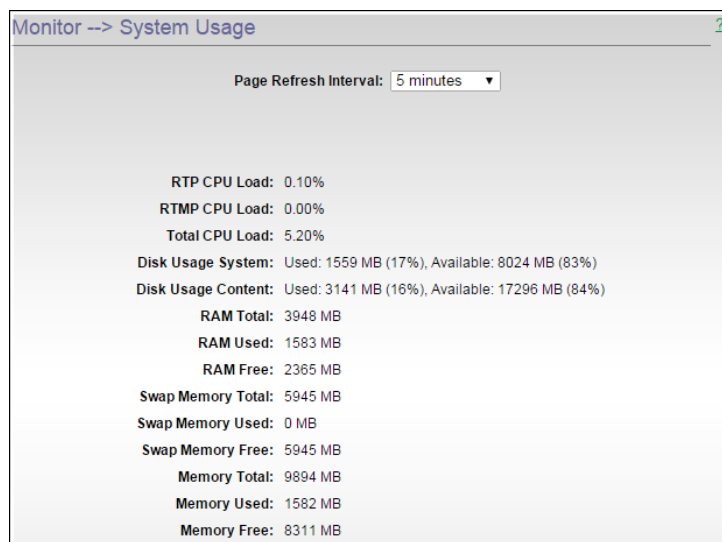 Monitor --> System Usage
?
Page Refresh Interval: 5 minutes
RTP CPU Load: 0.10%
RTMP CPU Load: 0.00%
Total CPU Load: 5.20%
Disk Usage System: Used: 1559 MB (17%), Available: 8024 MB (83%)
Disk Usage Content: Used: 3141 MB (16%), Available: 17296 MB (84%)
RAM Total: 3948 MB
RAM Used: 1583 MB
RAM Free: 2365 MB
Swap Memory Total: 5945 MB
Swap Memory Used: 0 MB
Swap Memory Free: 5945 MB
Memory Total: 9894 MB
Memory Used: 1582 MB
Memory Free: 8311 MB